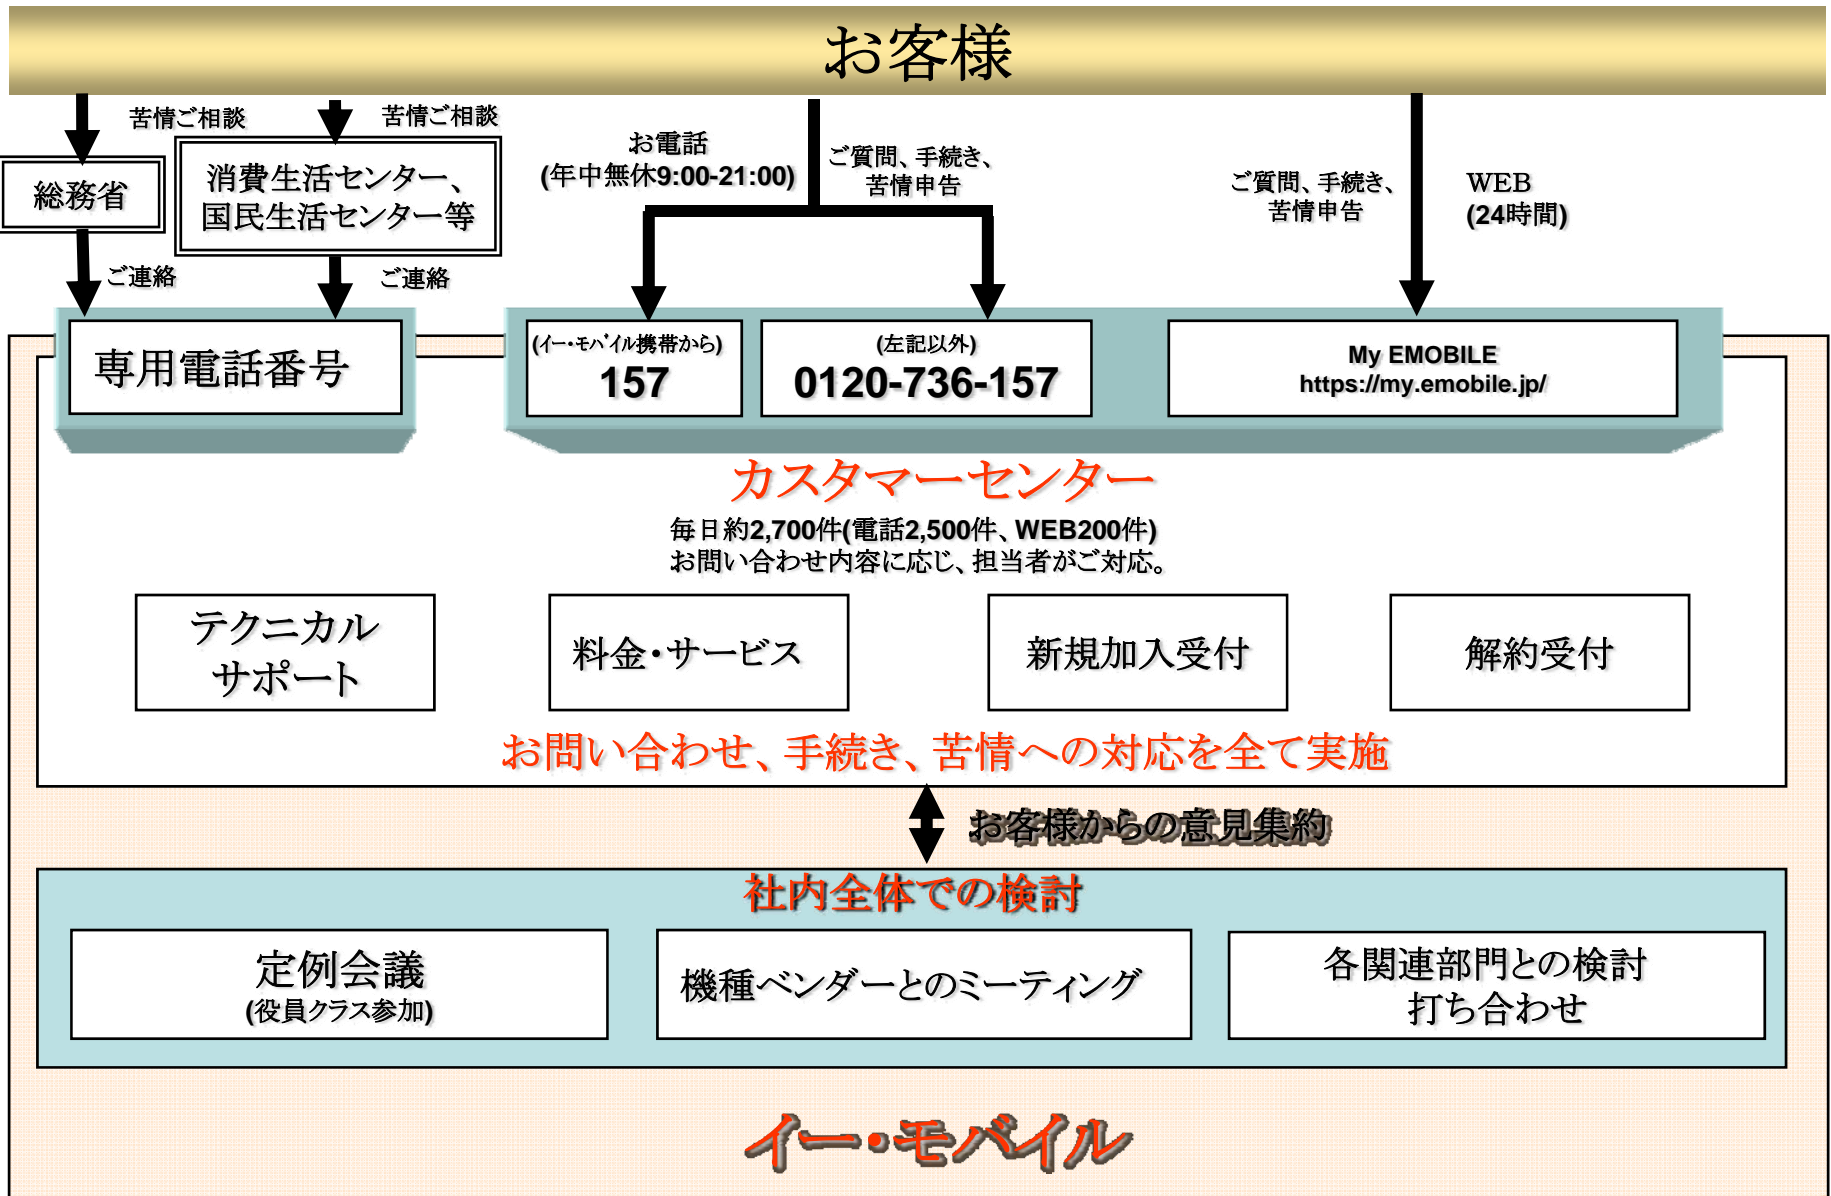 お客様
苦情ご相談
苦情ご相談
総務省
消費生活センター、
国民生活センター等
お電話
(年中無休9:00-21:00)
ご質問、手続き、
苦情申告
ご質問、手続き、
苦情申告
WEB
(24時間)
ご連絡
ご連絡
専用電話番号
(イー・モバイル携帯から)
157
(左記以外)
0120-736-157
My EMOBILE
https://my.emobile.jp/
カスタマーセンター
毎日約2,700件(電話2,500件、WEB200件)
お問い合わせ内容に応じ、担当者がご対応。
テクニカル
サポート
料金・サービス
新規加入受付
解約受付
お問い合わせ、手続き、苦情への対応を全て実施
お客様からの意見集約
社内全体での検討
定例会議
(役員クラス参加)
機種ベンダーとのミーティング
各関連部門との検討
打ち合わせ
イー・モバイル